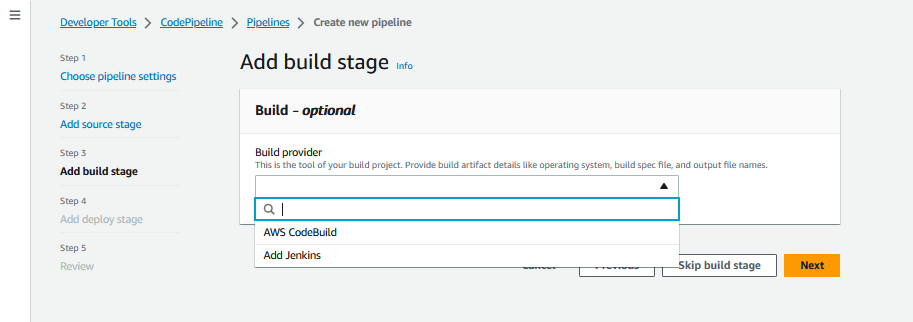 Developer Tools > CodePipeline > Pipelines > Create new pipeline
Step 1
Choose pipeline settings
Step 2
Add source stage
Step 3
Add build stage
Step 4
Add deploy stage
Step 5
Review
Add build stage Info
Build - optional
Build provider
This is the tool of your build project. Provide build artifact details like operating system, build spec file, and output file names.
AWS CodeBuild
Add Jenkins
Cancel Previous Skip build stage Next